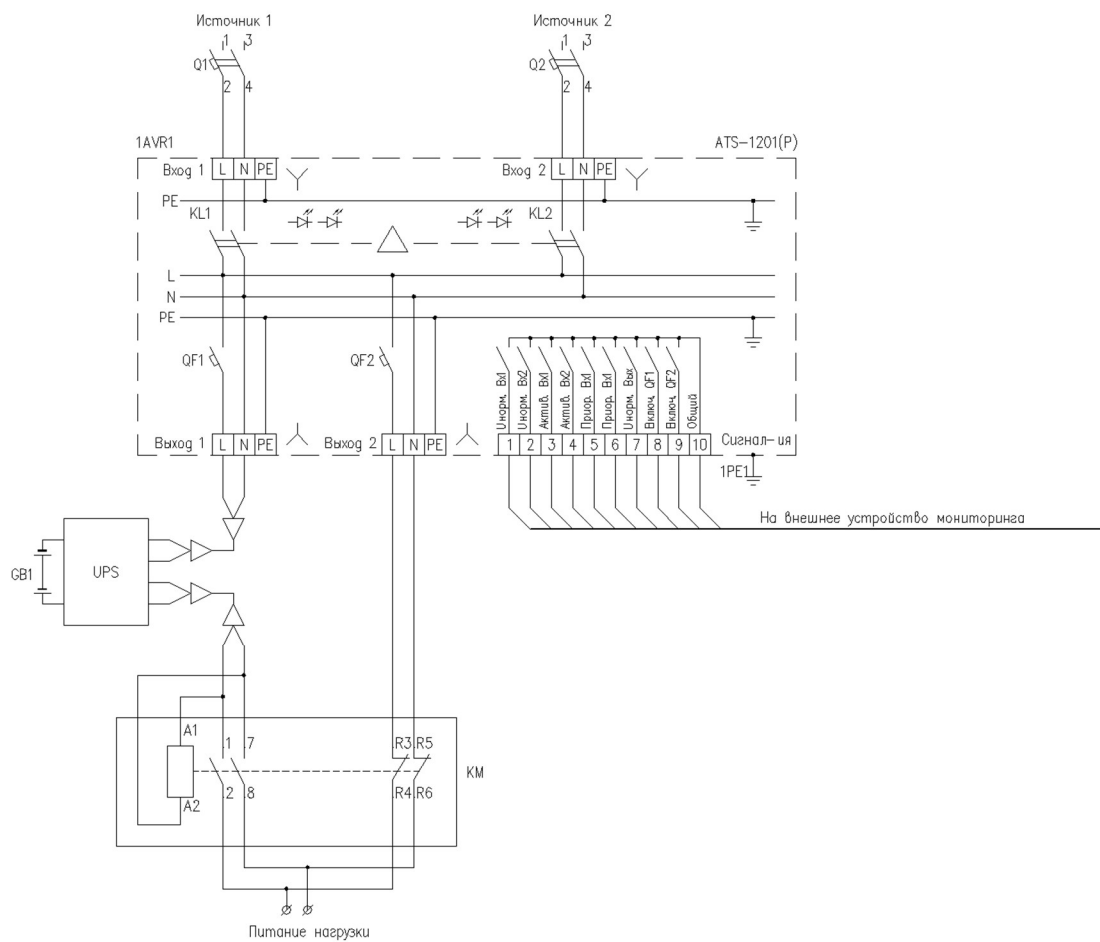 Источник 1
Источник 2
1 3
1 3
Q1
Q2
2 4
2 4
1AVR1
ATS-1201(P)
Вход 1 L N PE
Вход 2 L N PE
PE
KL1
KL2
L
N
PE
QF1
QF2
Uнорм. Вх1
Uнорм. Вх2
Актив. Вх1
Актив. Вх2
Приор. Вх1
Приор. Вх1
Uнорм. Вых
Включ. QF1
Включ. QF2
Общий
Выход 1 L N PE
Выход 2 L N PE
1 2 3 4 5 6 7 8 9 10
Сигнал-ия
1PE1
На внешнее устройство мониторинга
GB1
UPS
A1
.1 .7
.R3 .R5
KM
A2
.2 .8
.R4 .R6
Питание нагрузки